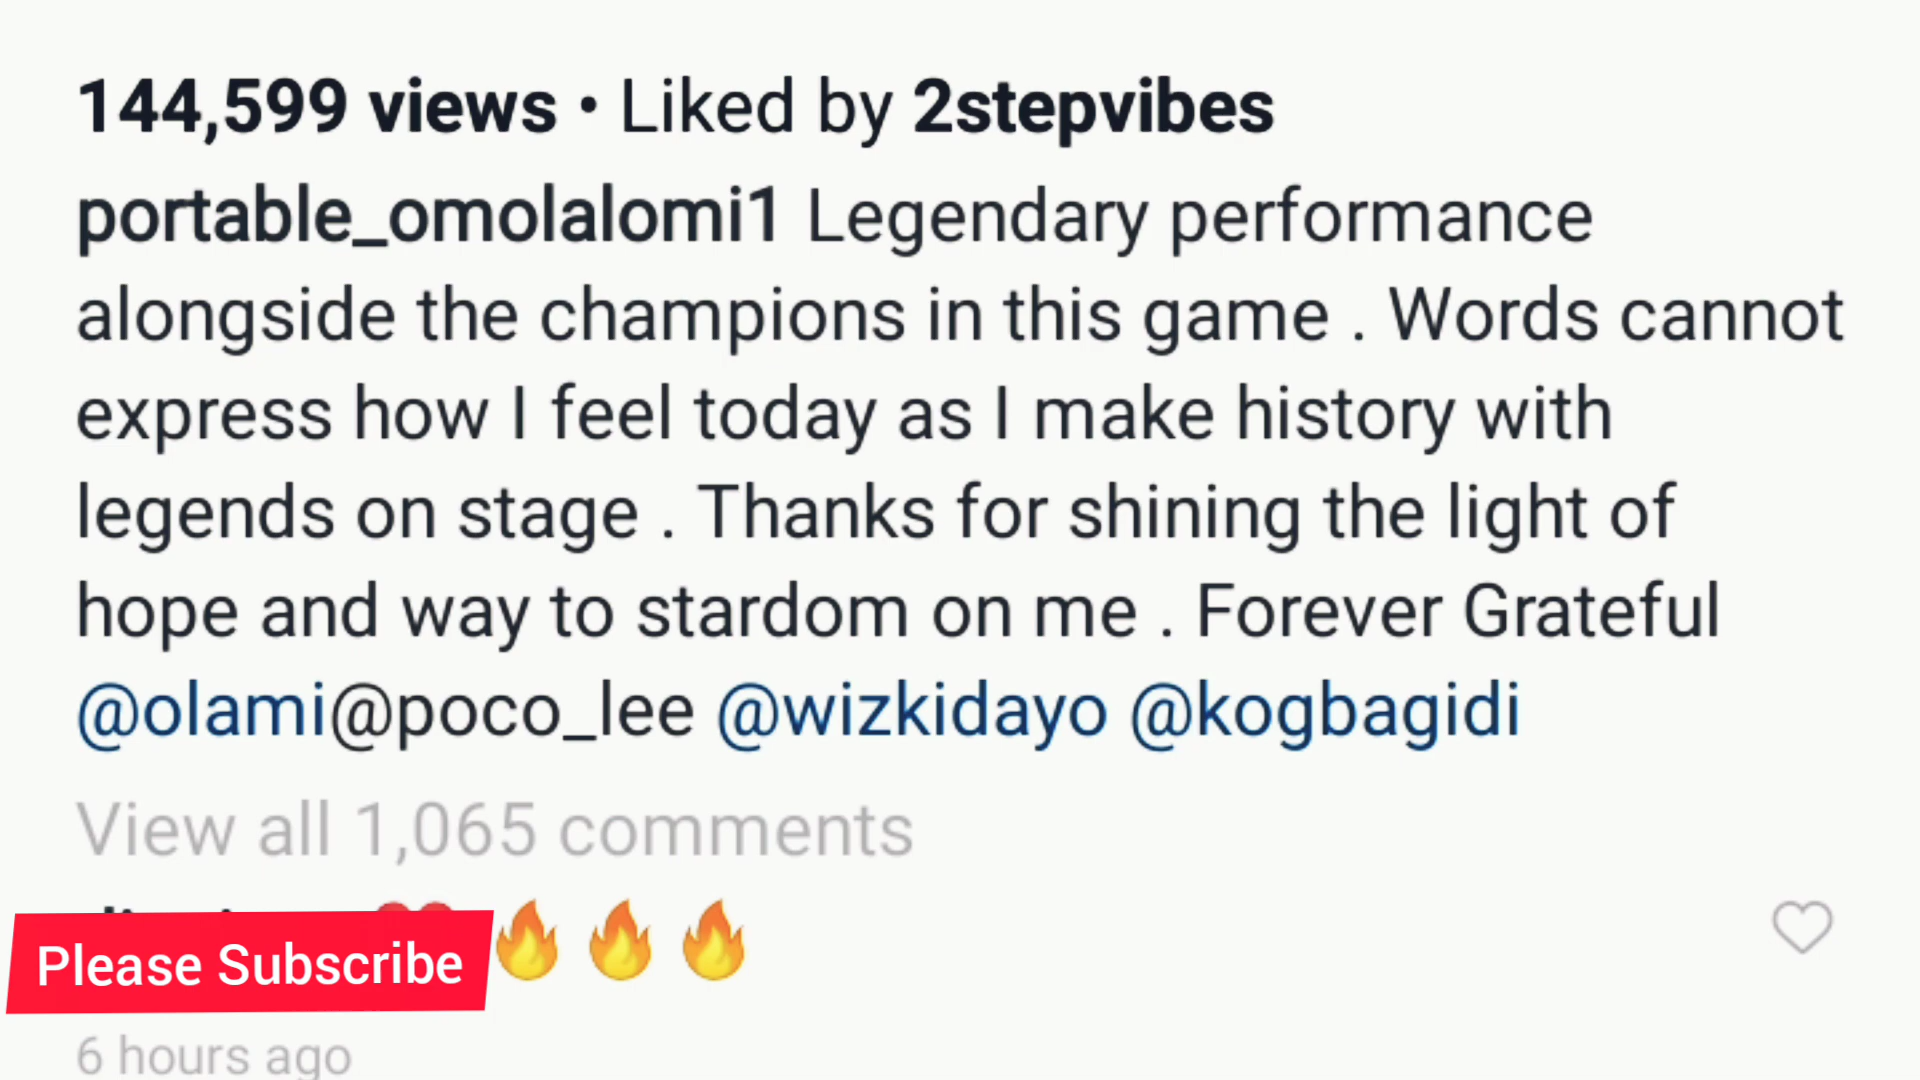 144,599 views • Liked by 2stepvibes
portable_omolalomi1 Legendary performance
alongside the champions in this game . Words cannot
express how I feel today as I make history with
legends on stage . Thanks for shining the light of
hope and way to stardom on me . Forever Grateful
@olami@poco_lee @wizkidayo @kogbagidi
View all 1,065 comments
Please Subscribe
6 hours ago